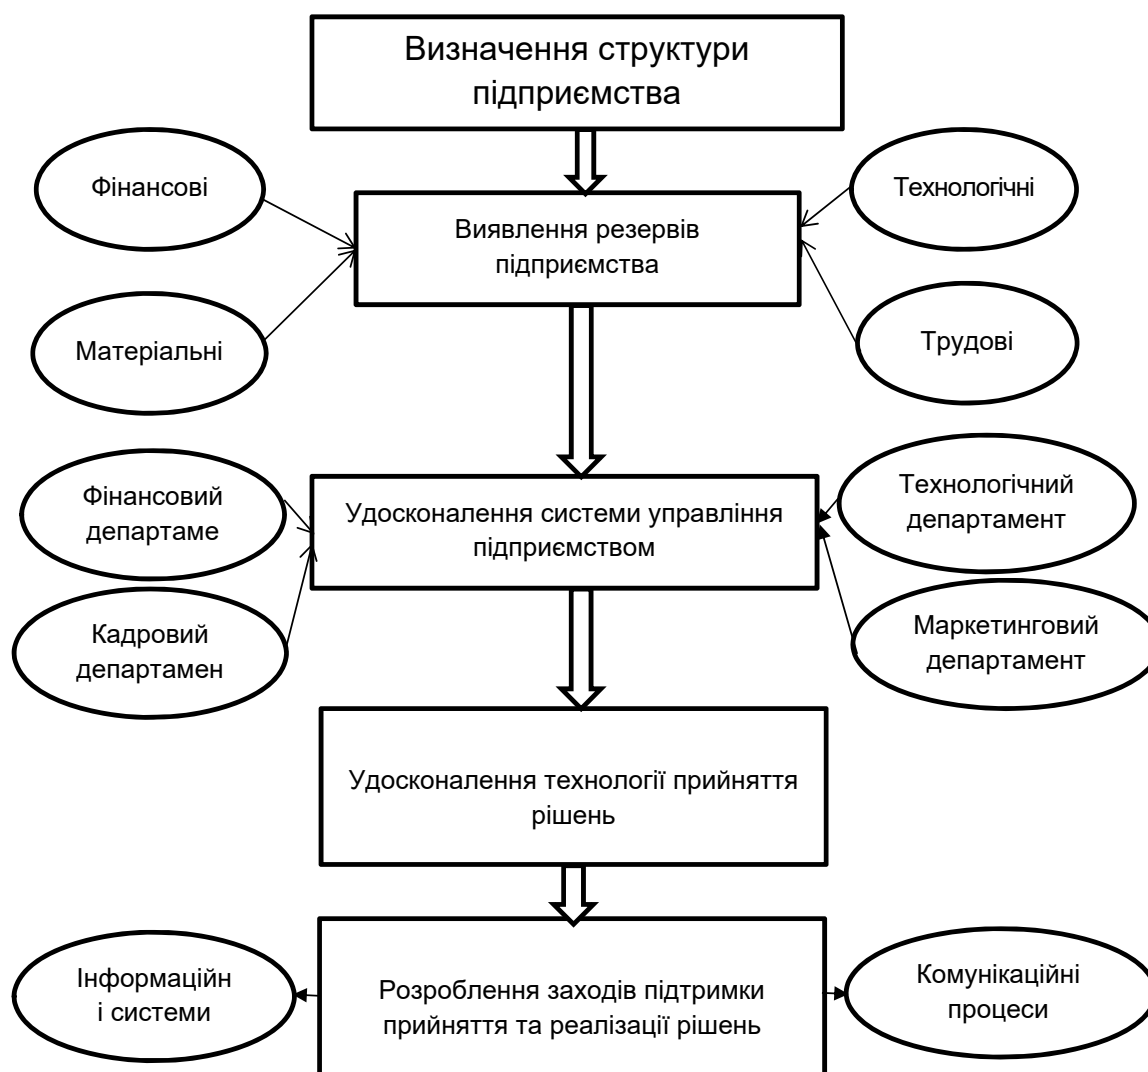 Визначення структури
підприємства
Фінансові
Технологічні
Виявлення резервів
підприємства
Матеріальні
Трудові
Фінансовий
департаме
Технологічний
департамент
Удосконалення системи управління
підприємством
Кадровий
департамен
Маркетинговий
департамент
Удосконалення технології прийняття
рішень
Інформаційн
і системи
Розроблення заходів підтримки
прийняття та реалізації рішень
Комунікаційні
процеси